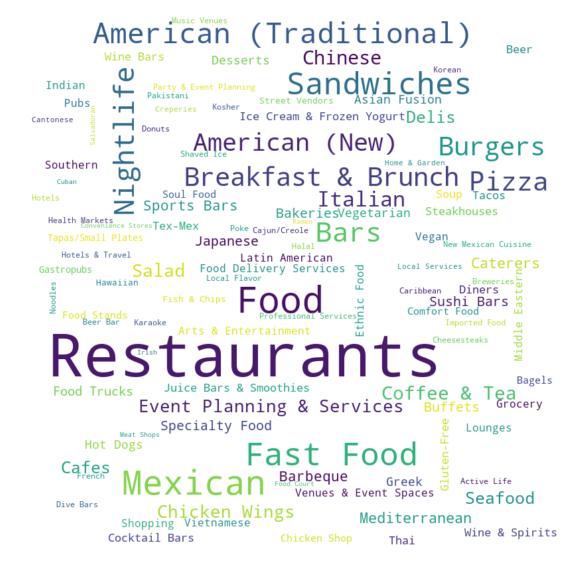 Music Venues
American (Traditional)
Beer
Wine Bars
Desserts
Chinese
Korean
Indian
Party & Event Planning
Sandwiches
Pakistani
Street Vendors
Asian Fusion
Pubs
Creperies
Kosher
Nightlife
Salvadoran
Cantonese
Donuts
Ice Cream & Frozen Yogurt
Delis
American (New)
Burgers
Shaved Ice
Home & Garden
Southern
Cuban
Breakfast & Brunch
Pizza
Hotels
Soul Food
Italian
Soup
Tacos
Sports Bars
Bakeries
Vegetarian
Steakhouses
Health Markets
Convenience Stores
Tex-Mex
Poke
Cajun/Creole
Ramen
Bars
Vegan
Tapas/Small Plates
Japanese
Halal
New Mexican Cuisine
Hotels & Travel
Latin American
Caterers
Gastropubs
Salad
Food Delivery Services
Ethnic Food
Local Services
Middle Eastern
Hawaiian
Local Flavor
Diners
Breweries
Noodles
Fish & Chips
Food
Caribbean
Sushi Bars
Comfort Food
Food Stands
Professional Services
Beer Bar
Karaoke
Arts & Entertainment
Imported Food
Cheesesteaks
Irish
Restaurants
Bagels
Food Trucks
Juice Bars & Smoothies
Coffee & Tea
Event Planning & Services
Buffets
Grocery
Specialty Food
Lounges
Meat Shops
Hot Dogs
Fast Food
Gluten-Free
Cafes
French
Mexican
Barbeque
Food Court
Greek
Active Life
Venues & Event Spaces
Seafood
Dive Bars
Chicken Wings
Mediterranean
Shopping
Vietnamese
Wine & Spirits
Cocktail Bars
Chicken Shop
Thai